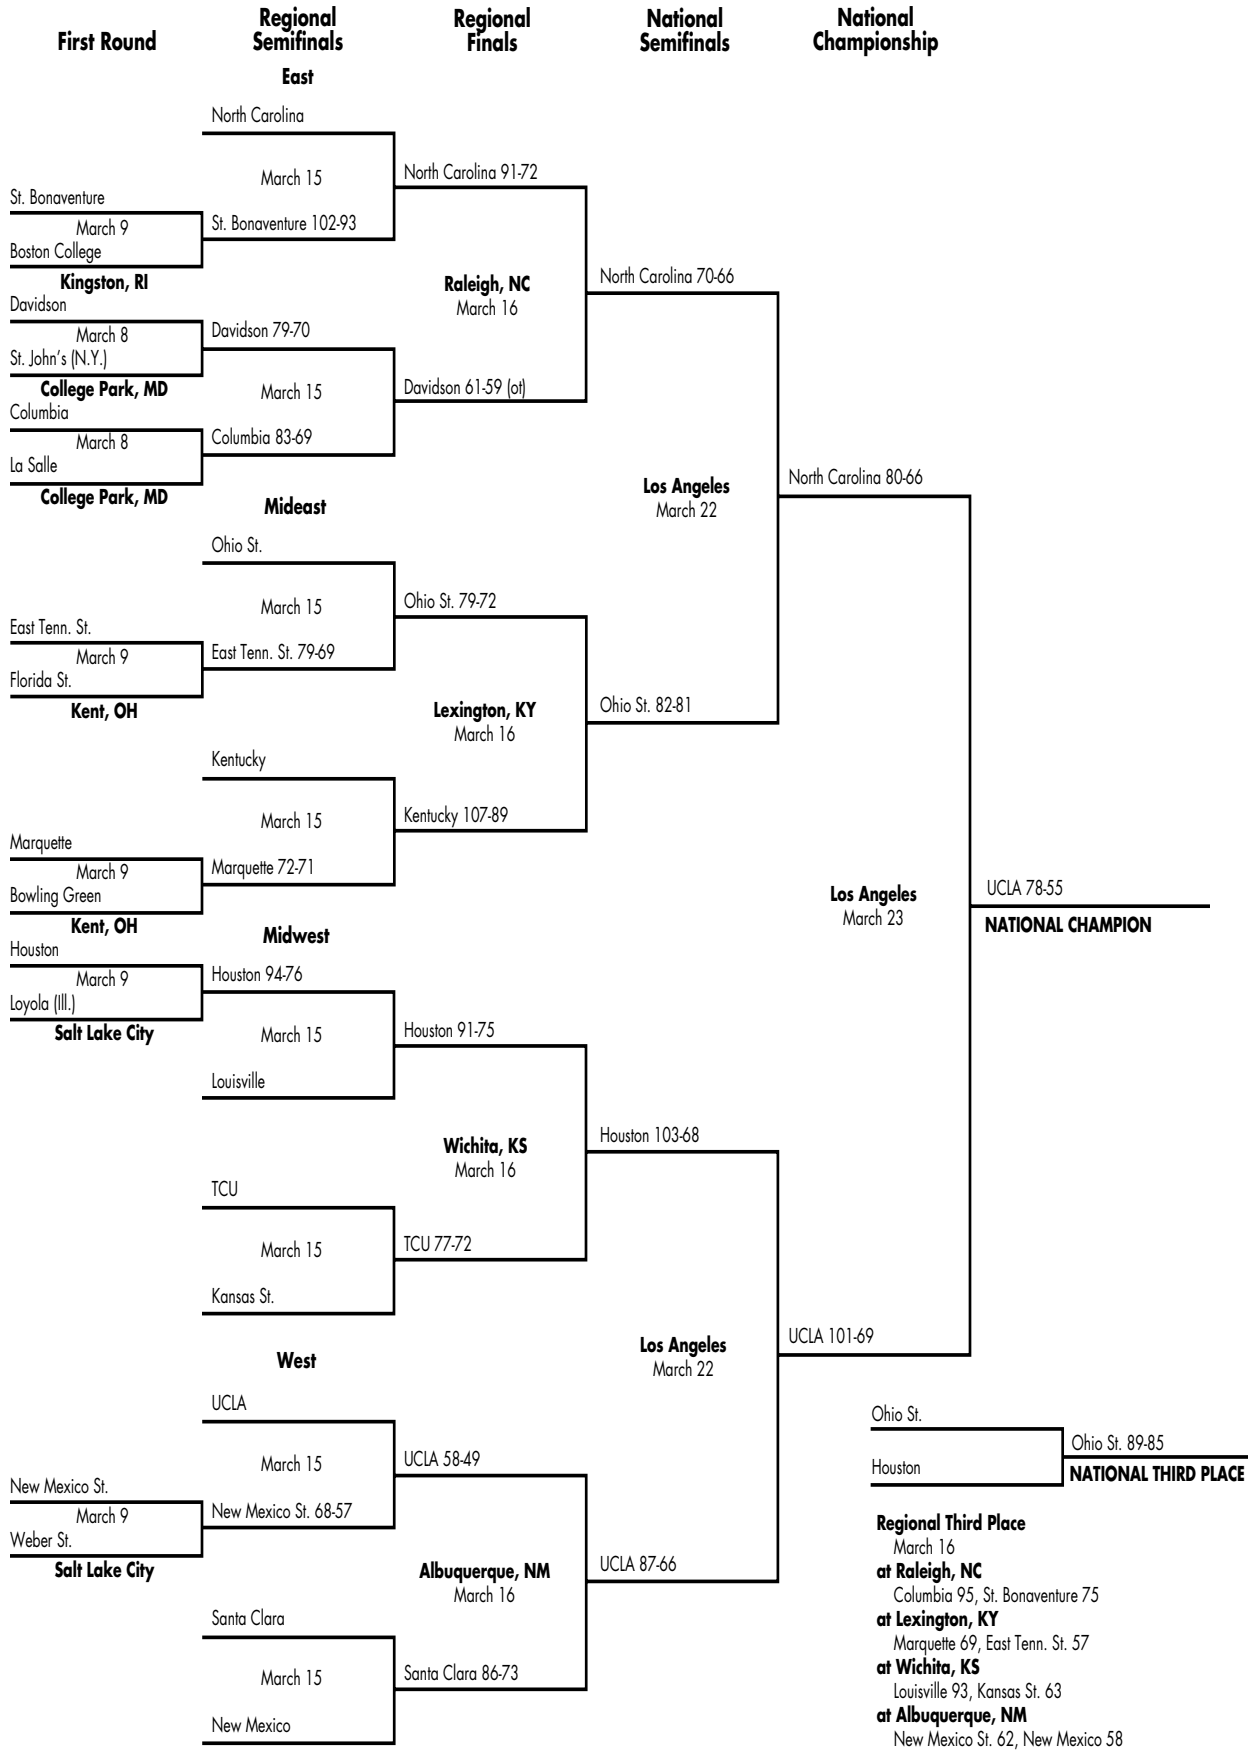 First Round
Regional
Semifinals
Regional
Finals
National
Semifinals
National
Championship
East
North Carolina
March 15
North Carolina 91-72
St. Bonaventure
March 9
St. Bonaventure 102-93
Boston College
Kingston, RI
Raleigh, NC
March 16
North Carolina 70-66
Davidson
March 8
Davidson 79-70
St. John's (N.Y.)
College Park, MD
March 15
Davidson 61-59 (ot)
Columbia
March 8
Columbia 83-69
La Salle
College Park, MD
Los Angeles
March 22
North Carolina 80-66
Mideast
Ohio St.
March 15
Ohio St. 79-72
East Tenn. St.
March 9
East Tenn. St. 79-69
Florida St.
Kent, OH
Lexington, KY
March 16
Ohio St. 82-81
Kentucky
March 15
Kentucky 107-89
Marquette
March 9
Marquette 72-71
Bowling Green
Kent, OH
Los Angeles
March 23
UCLA 78-55
NATIONAL CHAMPION
Midwest
Houston
March 9
Houston 94-76
Loyola (Ill.)
Salt Lake City
March 15
Houston 91-75
Louisville
Wichita, KS
March 16
Houston 103-68
TCU
March 15
TCU 77-72
Kansas St.
Los Angeles
March 22
UCLA 101-69
West
UCLA
March 15
UCLA 58-49
New Mexico St.
March 9
New Mexico St. 68-57
Weber St.
Salt Lake City
Albuquerque, NM
March 16
UCLA 87-66
Santa Clara
March 15
Santa Clara 86-73
New Mexico
Ohio St.
Ohio St. 89-85
Houston
NATIONAL THIRD PLACE
Regional Third Place
March 16
at Raleigh, NC
Columbia 95, St. Bonaventure 75
at Lexington, KY
Marquette 69, East Tenn. St. 57
at Wichita, KS
Louisville 93, Kansas St. 63
at Albuquerque, NM
New Mexico St. 62, New Mexico 58